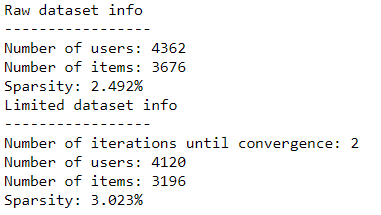 Raw dataset info
-----------------
Number of users: 4362
Number of items: 3676
Sparsity: 2.492%
Limited dataset info
-----------------
Number of iterations until convergence: 2
Number of users: 4120
Number of items: 3196
Sparsity: 3.023%